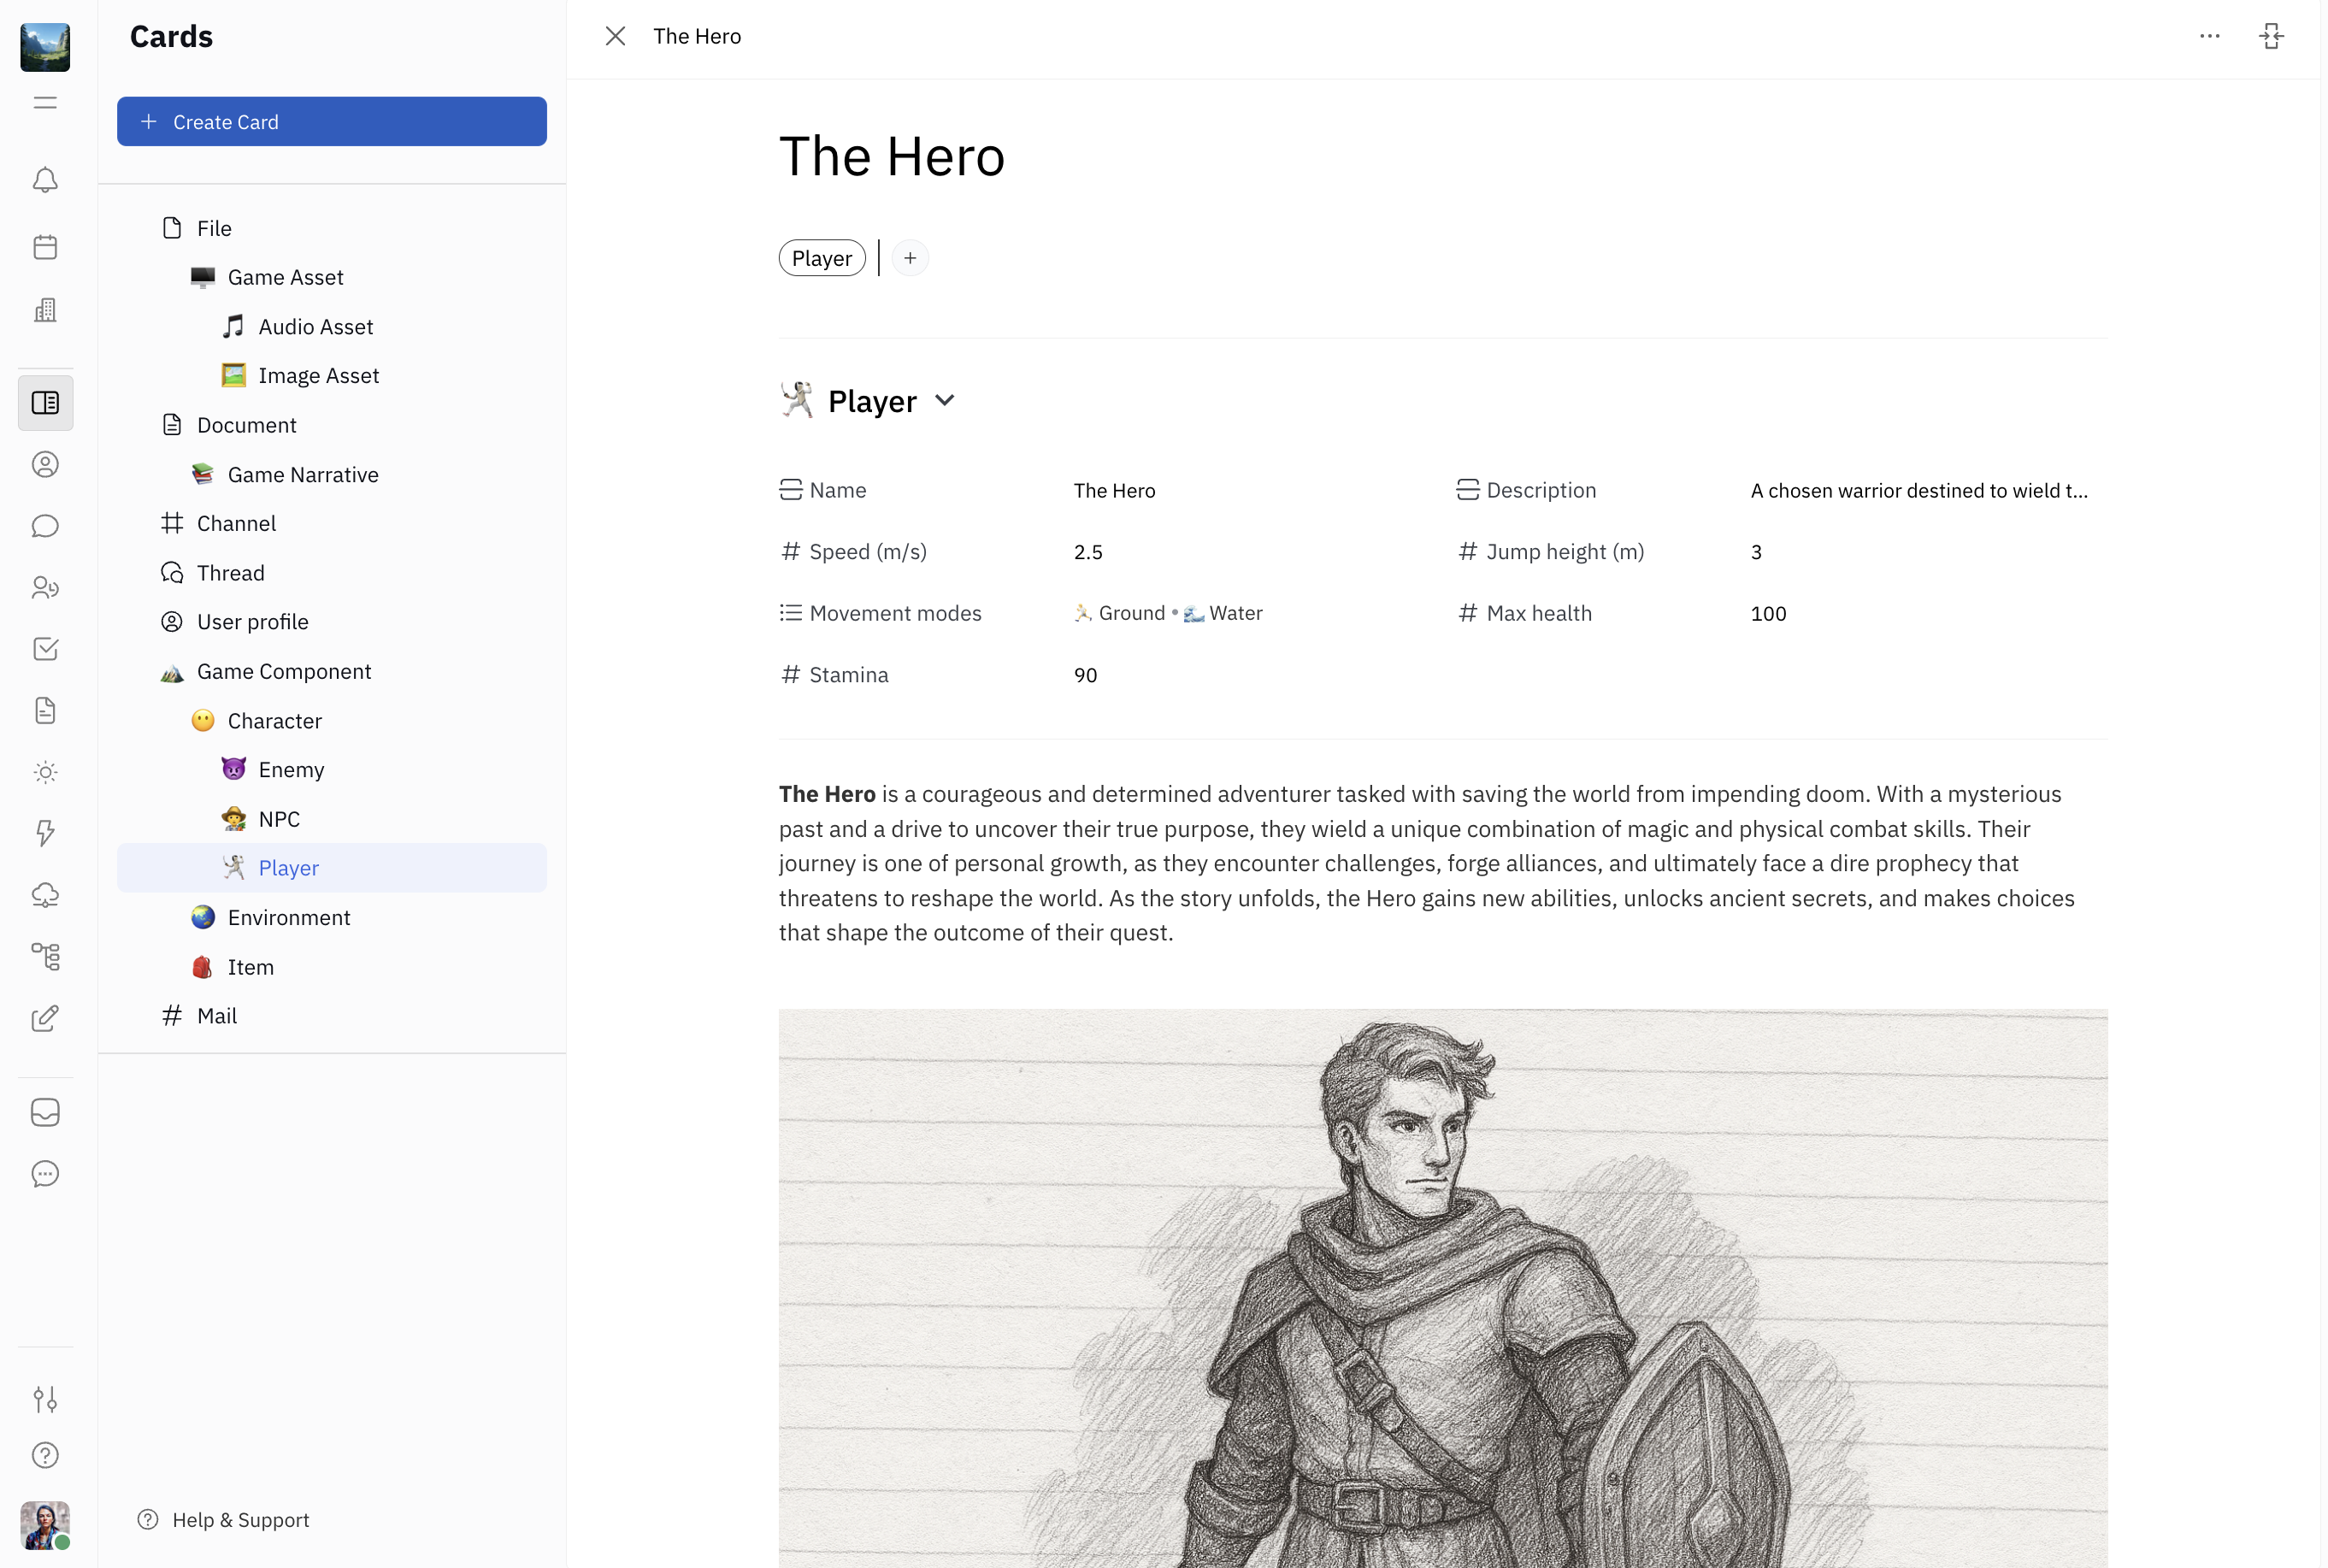 Cards
Create Card
File
Game Asset
Audio Asset
Image Asset
Document
Game Narrative
Channel
Thread
User profile
Game Component
Character
Enemy
NPC
Player
Environment
Item
Mail
Help & Support
The Hero
The Hero
Player
Player
Name The Hero Description A chosen warrior destined to wield t...
Speed (m/s) 2.5 Jump height (m) 3
Movement modes Ground • Water Max health 100
Stamina 90
The Hero is a courageous and determined adventurer tasked with saving the world from impending doom. With a mysterious
past and a drive to uncover their true purpose, they wield a unique combination of magic and physical combat skills. Their
journey is one of personal growth, as they encounter challenges, forge alliances, and ultimately face a dire prophecy that
threatens to reshape the world. As the story unfolds, the Hero gains new abilities, unlocks ancient secrets, and makes choices
that shape the outcome of their quest.